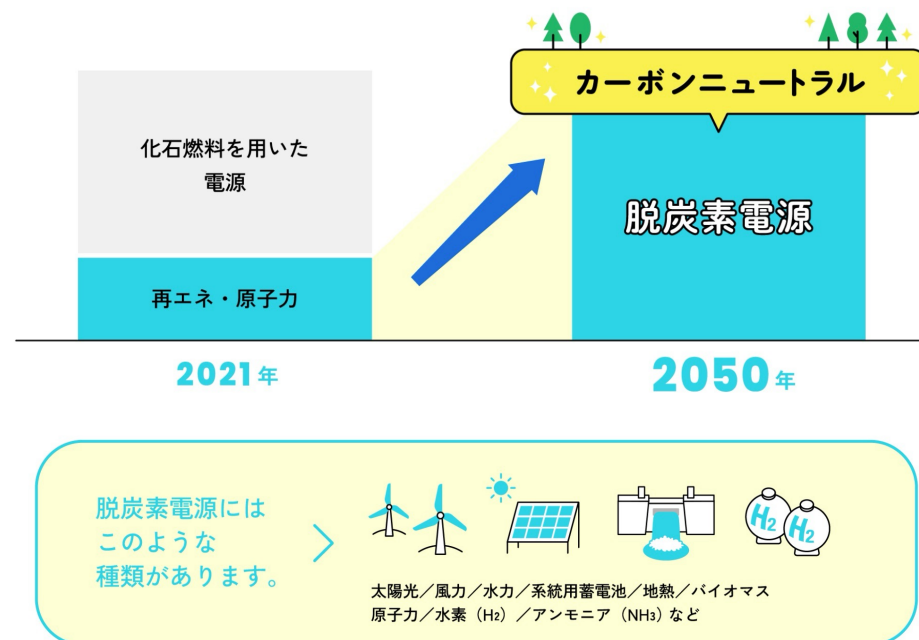 カーボンニュートラル
化石燃料を用いた
電源
脱炭素電源
再エネ・原子力
2021年
2050年
脱炭素電源には
このような
種類があります。
H2
H2
太陽光/風力/水力/系統用蓄電池/地熱/バイオマス
原子力/水素(H2)/アンモニア(NH3)など